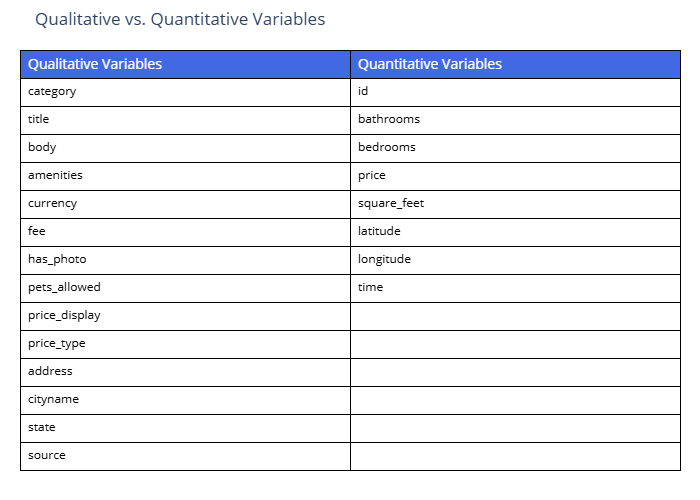 Qualitative vs. Quantitative Variables
Qualitative Variables Quantitative Variables
category id
title bathrooms
body bedrooms
amenities price
currency square_feet
fee latitude
has_photo longitude
pets_allowed time
price_display
price_type
address
cityname
state
source